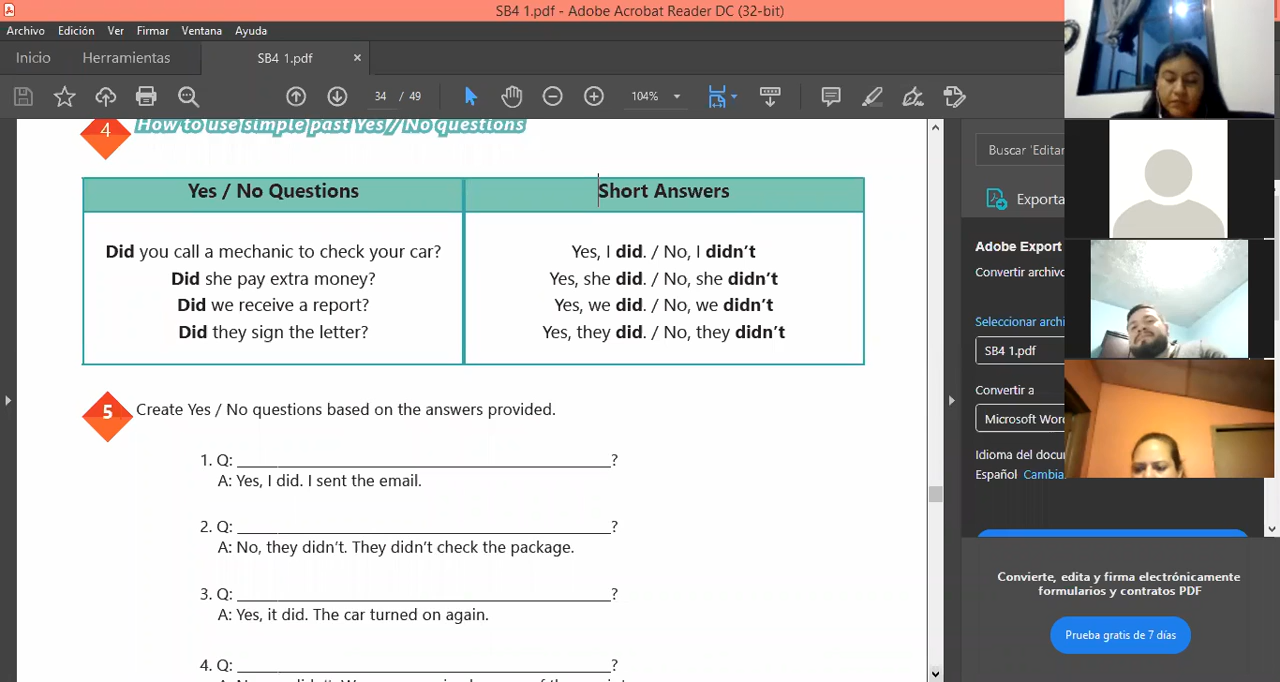 SB4 1.pdf - Adobe Acrobat Reader DC (32-bit)
Archivo Edición Ver Firmar Ventana Ayuda
Inicio Herramientas SB4 1.pdf ×
34 / 49 104%
4 How to use simple past Yes// No questions
Yes / No Questions Short Answers
Did you call a mechanic to check your car? Yes, I did. / No, I didn't
Did she pay extra money? Yes, she did. / No, she didn't
Did we receive a report? Yes, we did. / No, we didn't
Did they sign the letter? Yes, they did. / No, they didn't
5 Create Yes / No questions based on the answers provided.
1. Q: ?
A: Yes, I did. I sent the email.
2. Q: ?
A: No, they didn't. They didn't check the package.
3. Q: ?
A: Yes, it did. The car turned on again.
4. Q: ?
Buscar 'Editar
Exporta
Adobe Export
Convertir archivo
Seleccionar archi
SB4 1.pdf
Convertir a
Microsoft Word
Idioma del docu
Español Cambia
Convierte, edita y firma electrónicamente
formularios y contratos PDF
Prueba gratis de 7 días